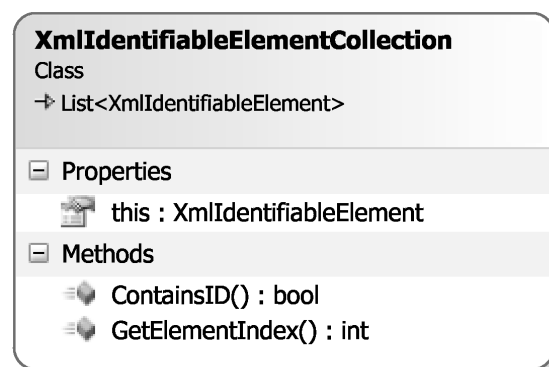 XmlIdentifiableElementCollection
Class
List<XmlIdentifiableElement>
Properties
this : XmlIdentifiableElement
Methods
ContainsID() : bool
GetElementIndex() : int